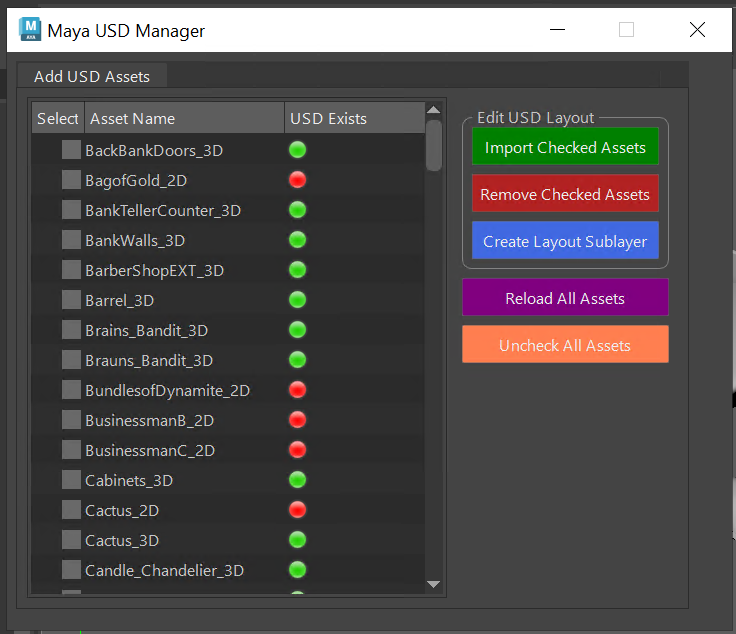 M
AYA
Maya USD Manager
Add USD Assets
Select Asset Name USD Exists
BackBankDoors_3D
BagofGold_2D
BankTellerCounter_3D
BankWalls_3D
BarberShopEXT_3D
Barrel_3D
Brains_Bandit_3D
Brauns_Bandit_3D
BundlesofDynamite_2D
BusinessmanB_2D
BusinessmanC_2D
Cabinets_3D
Cactus_2D
Cactus_3D
Candle_Chandelier_3D
Edit USD Layout
Import Checked Assets
Remove Checked Assets
Create Layout Sublayer
Reload All Assets
Uncheck All Assets